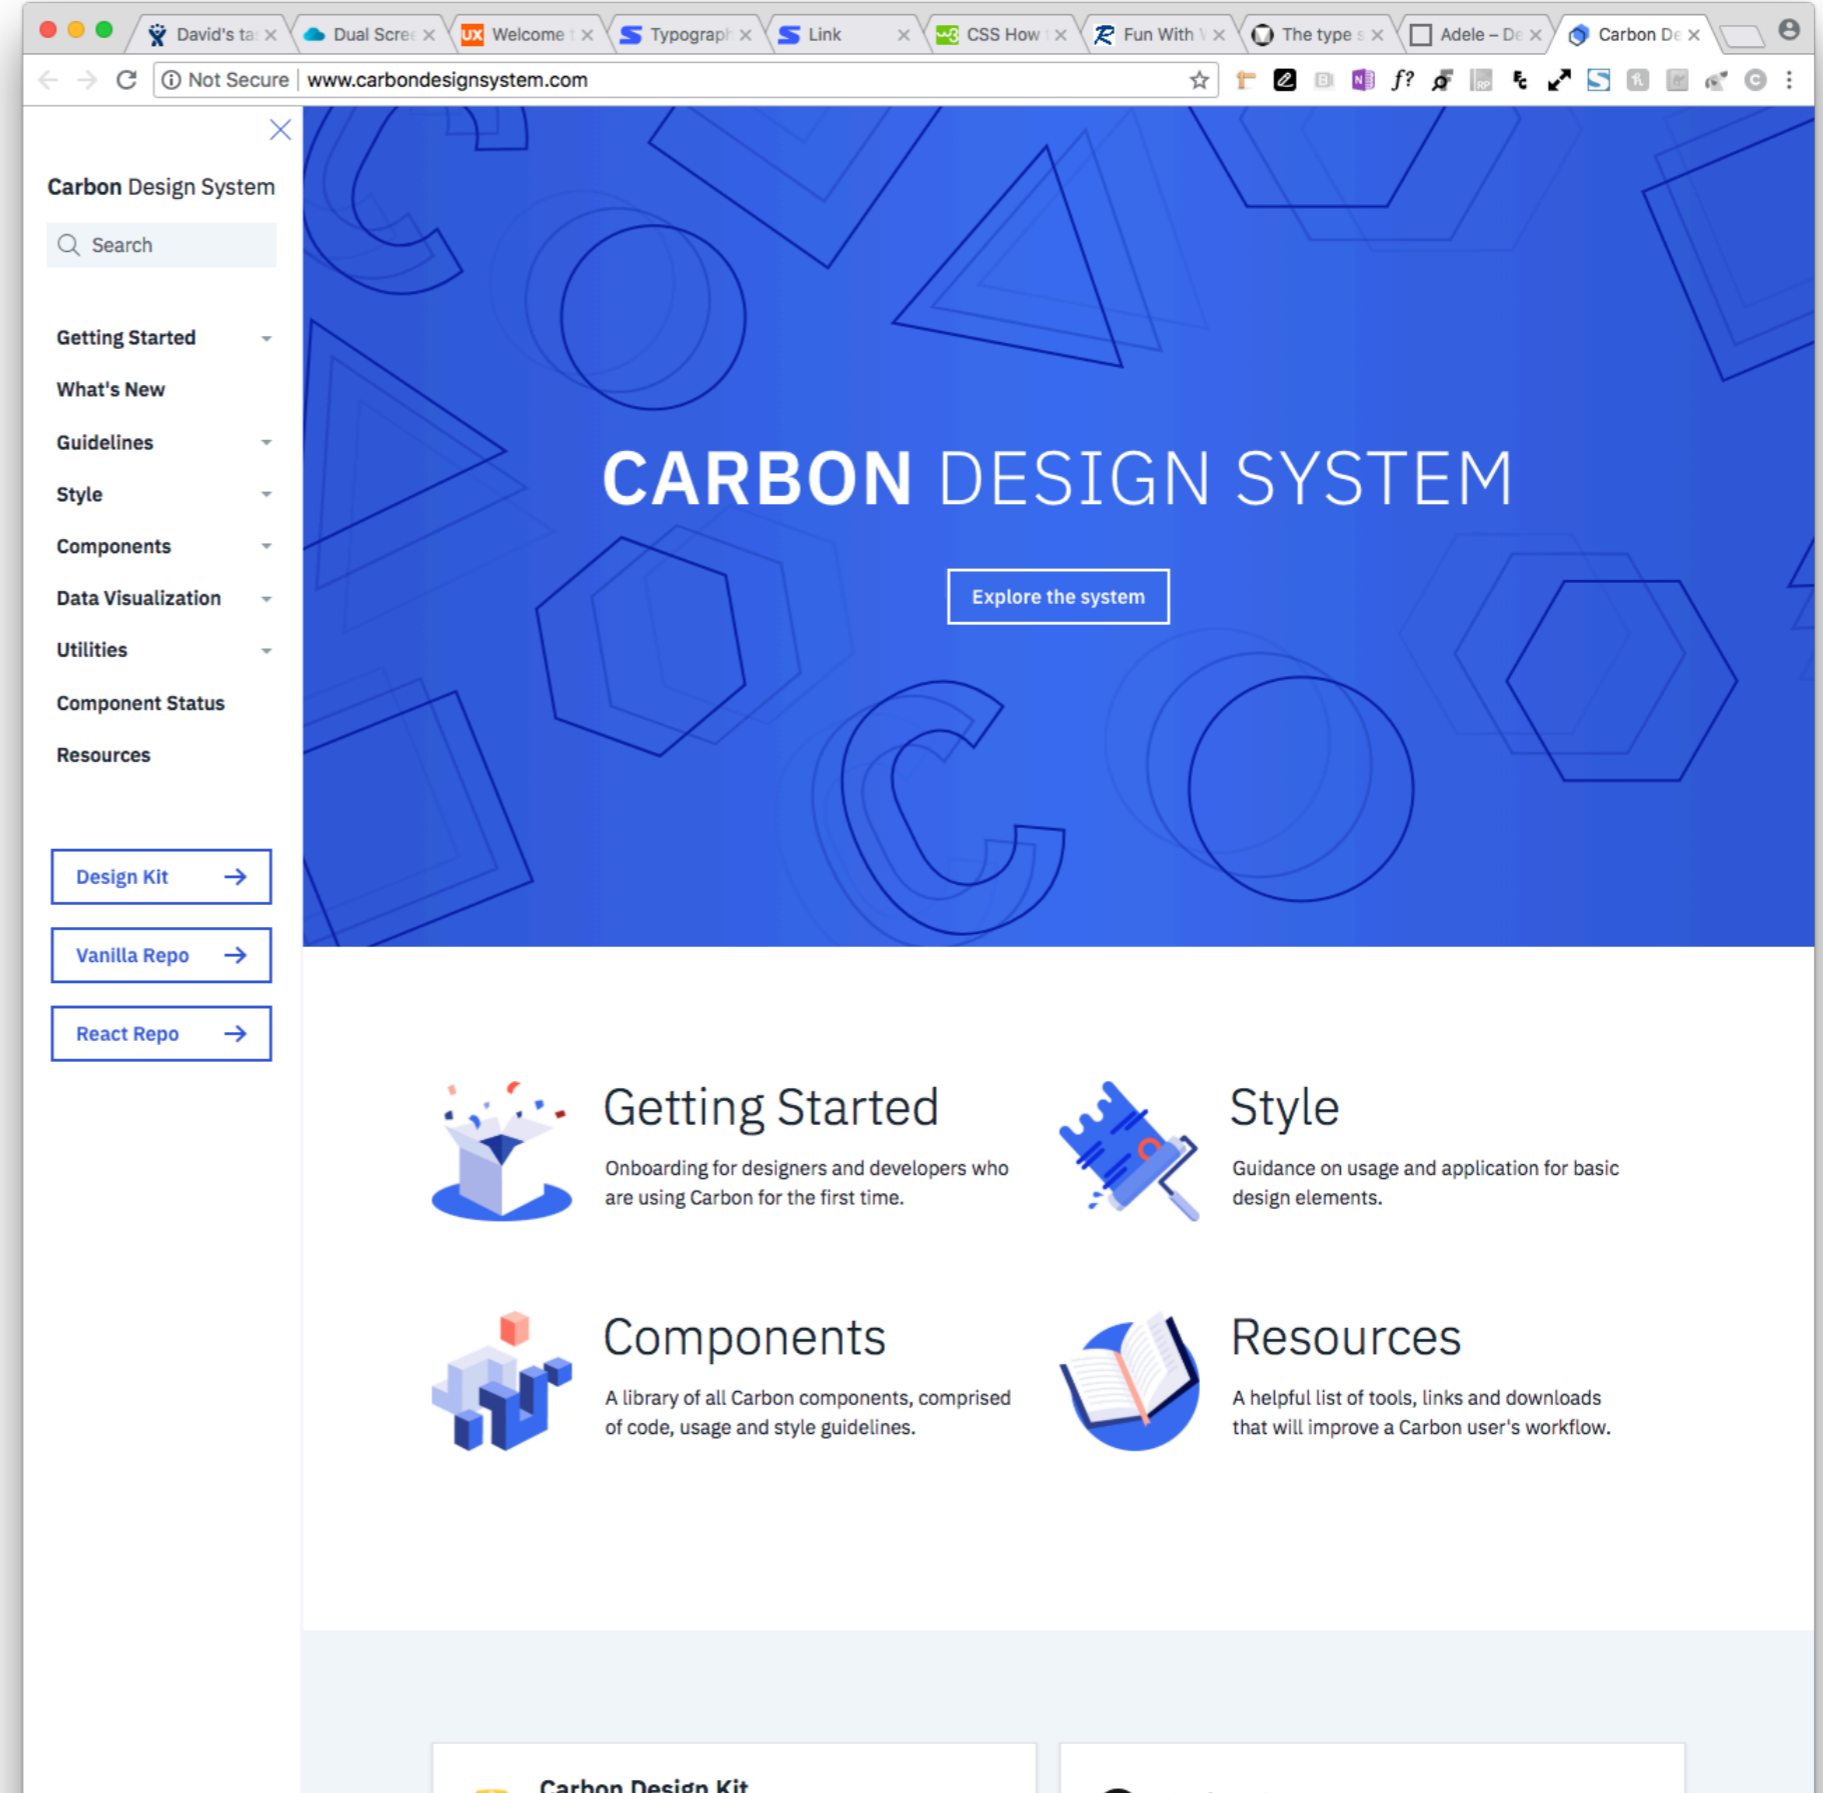 David's ta
Dual Scree
UX Welcome
Typograph
Link
CSS How
Fun With
The type s
Adele – De
Carbon De
Not Secure www.carbondesignsystem.com
Carbon Design System
Search
Getting Started
What's New
Guidelines
Style
Components
Data Visualization
Utilities
Component Status
Resources
Design Kit
Vanilla Repo
React Repo
CARBON DESIGN SYSTEM
Explore the system
Getting Started
Onboarding for designers and developers who
are using Carbon for the first time.
Style
Guidance on usage and application for basic
design elements.
Components
A library of all Carbon components, comprised
of code, usage and style guidelines.
Resources
A helpful list of tools, links and downloads
that will improve a Carbon user's workflow.
Carbon Design Kit